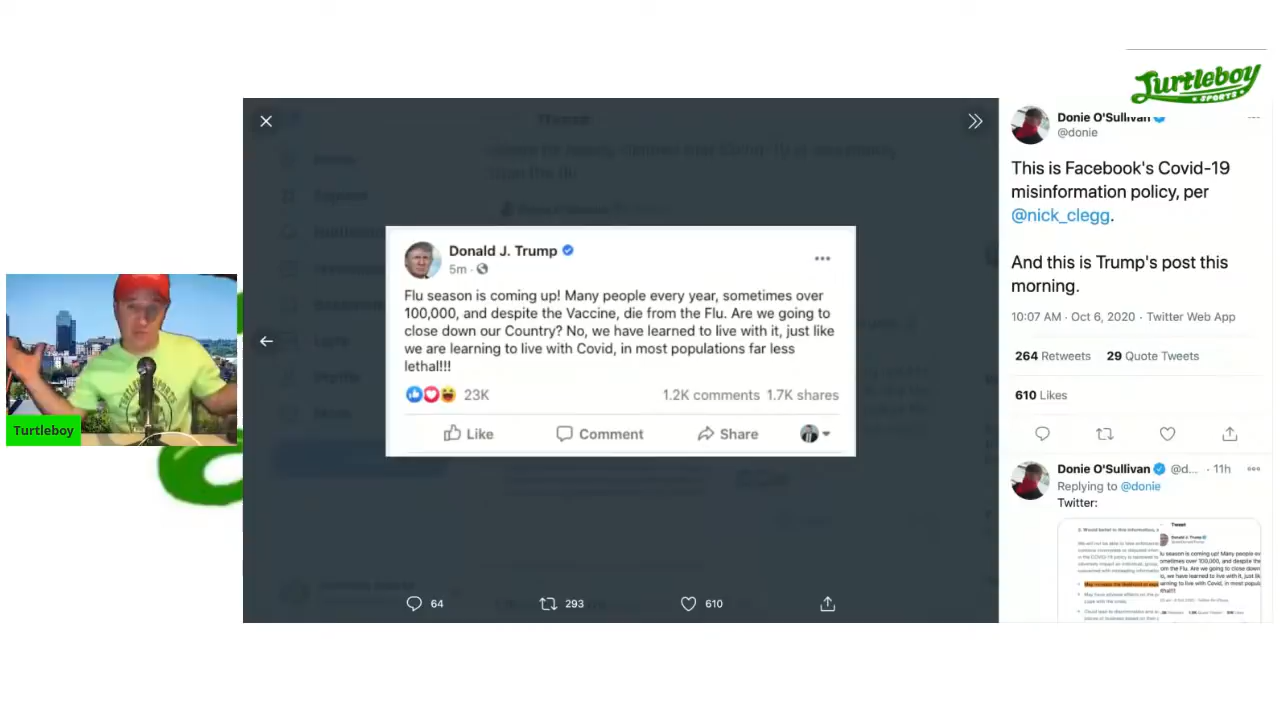 Turtleboy
SPORTS
Donald J. Trump
5m
Flu season is coming up! Many people every year, sometimes over
100,000, and despite the Vaccine, die from the Flu. Are we going to
close down our Country? No, we have learned to live with it, just like
we are learning to live with Covid, in most populations far less
lethal!!!
23K
1.2K comments 1.7K shares
Like
Comment
Share
64
293
610
Turtleboy
Donie O'Sullivan
@donie
This is Facebook's Covid-19
misinformation policy, per
@nick_clegg.
And this is Trump's post this
morning.
10:07 AM · Oct 6, 2020 · Twitter Web App
264 Retweets 29 Quote Tweets
610 Likes
Donie O'Sullivan @d... · 11h
Replying to @donie
Twitter:
Tweet
Donald J. Trump